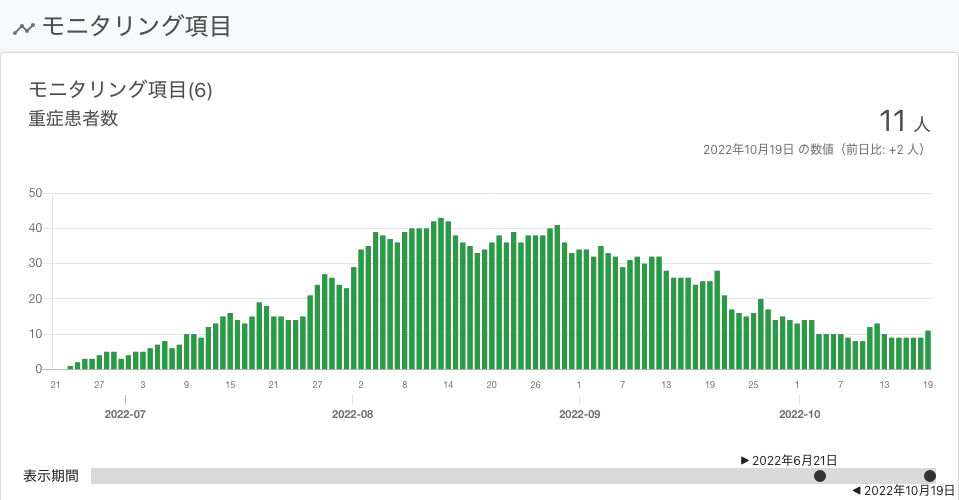 モニタリング項目
モニタリング項目(6)
重症患者数
11 人
2022年10月19日 の数値（前日比: +2 人）
50
40
30
20
10
0
21 27 3 9 15 21 27 2 8 14 20 26 1 7 13 19 25 1 7 13 19
2022-07 2022-08 2022-09 2022-10
►2022年6月21日
表示期間
◄2022年10月19日